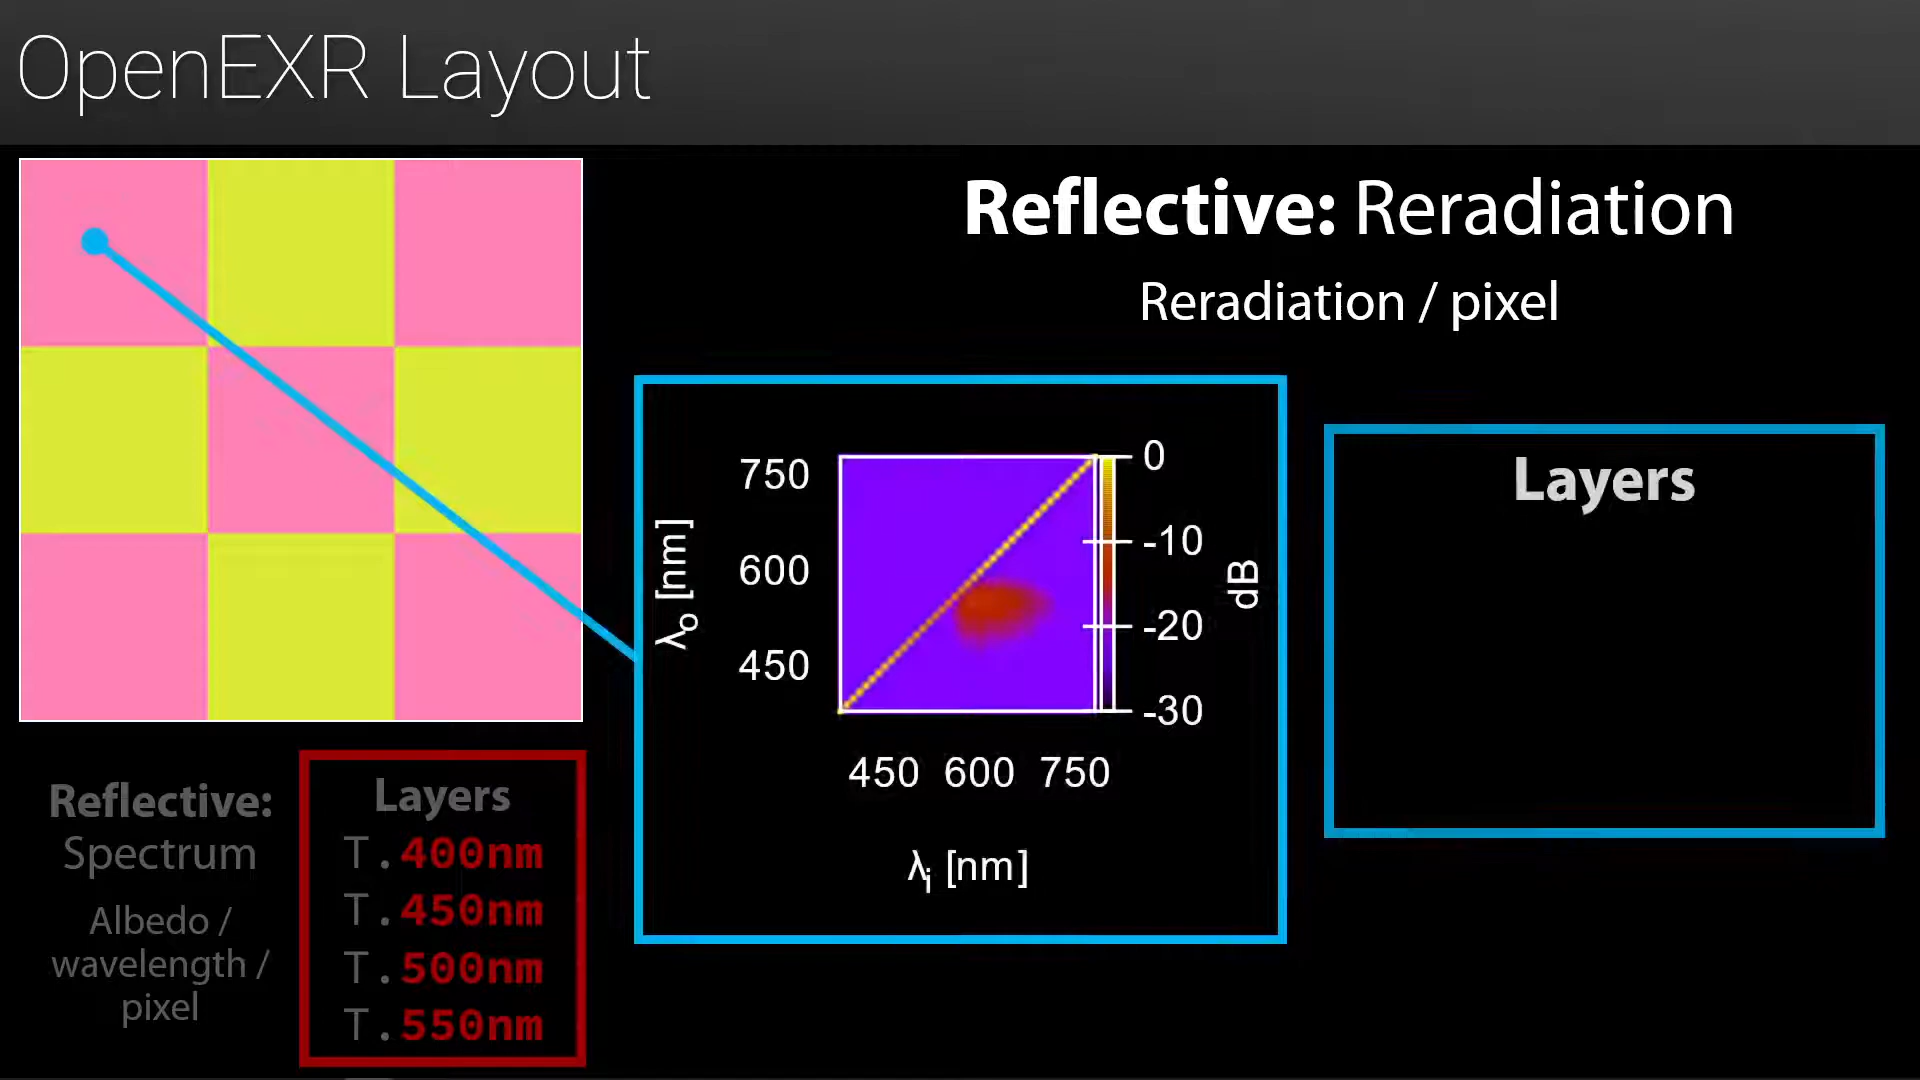 OpenEXR Layout
Reflective: Reradiation
Reradiation / pixel
750
600
450
λo [nm]
0
-10
-20
-30
dB
450 600 750
λi [nm]
Layers
Reflective:
Spectrum
Albedo /
wavelength /
pixel
Layers
T.400nm
T.450nm
T.500nm
T.550nm